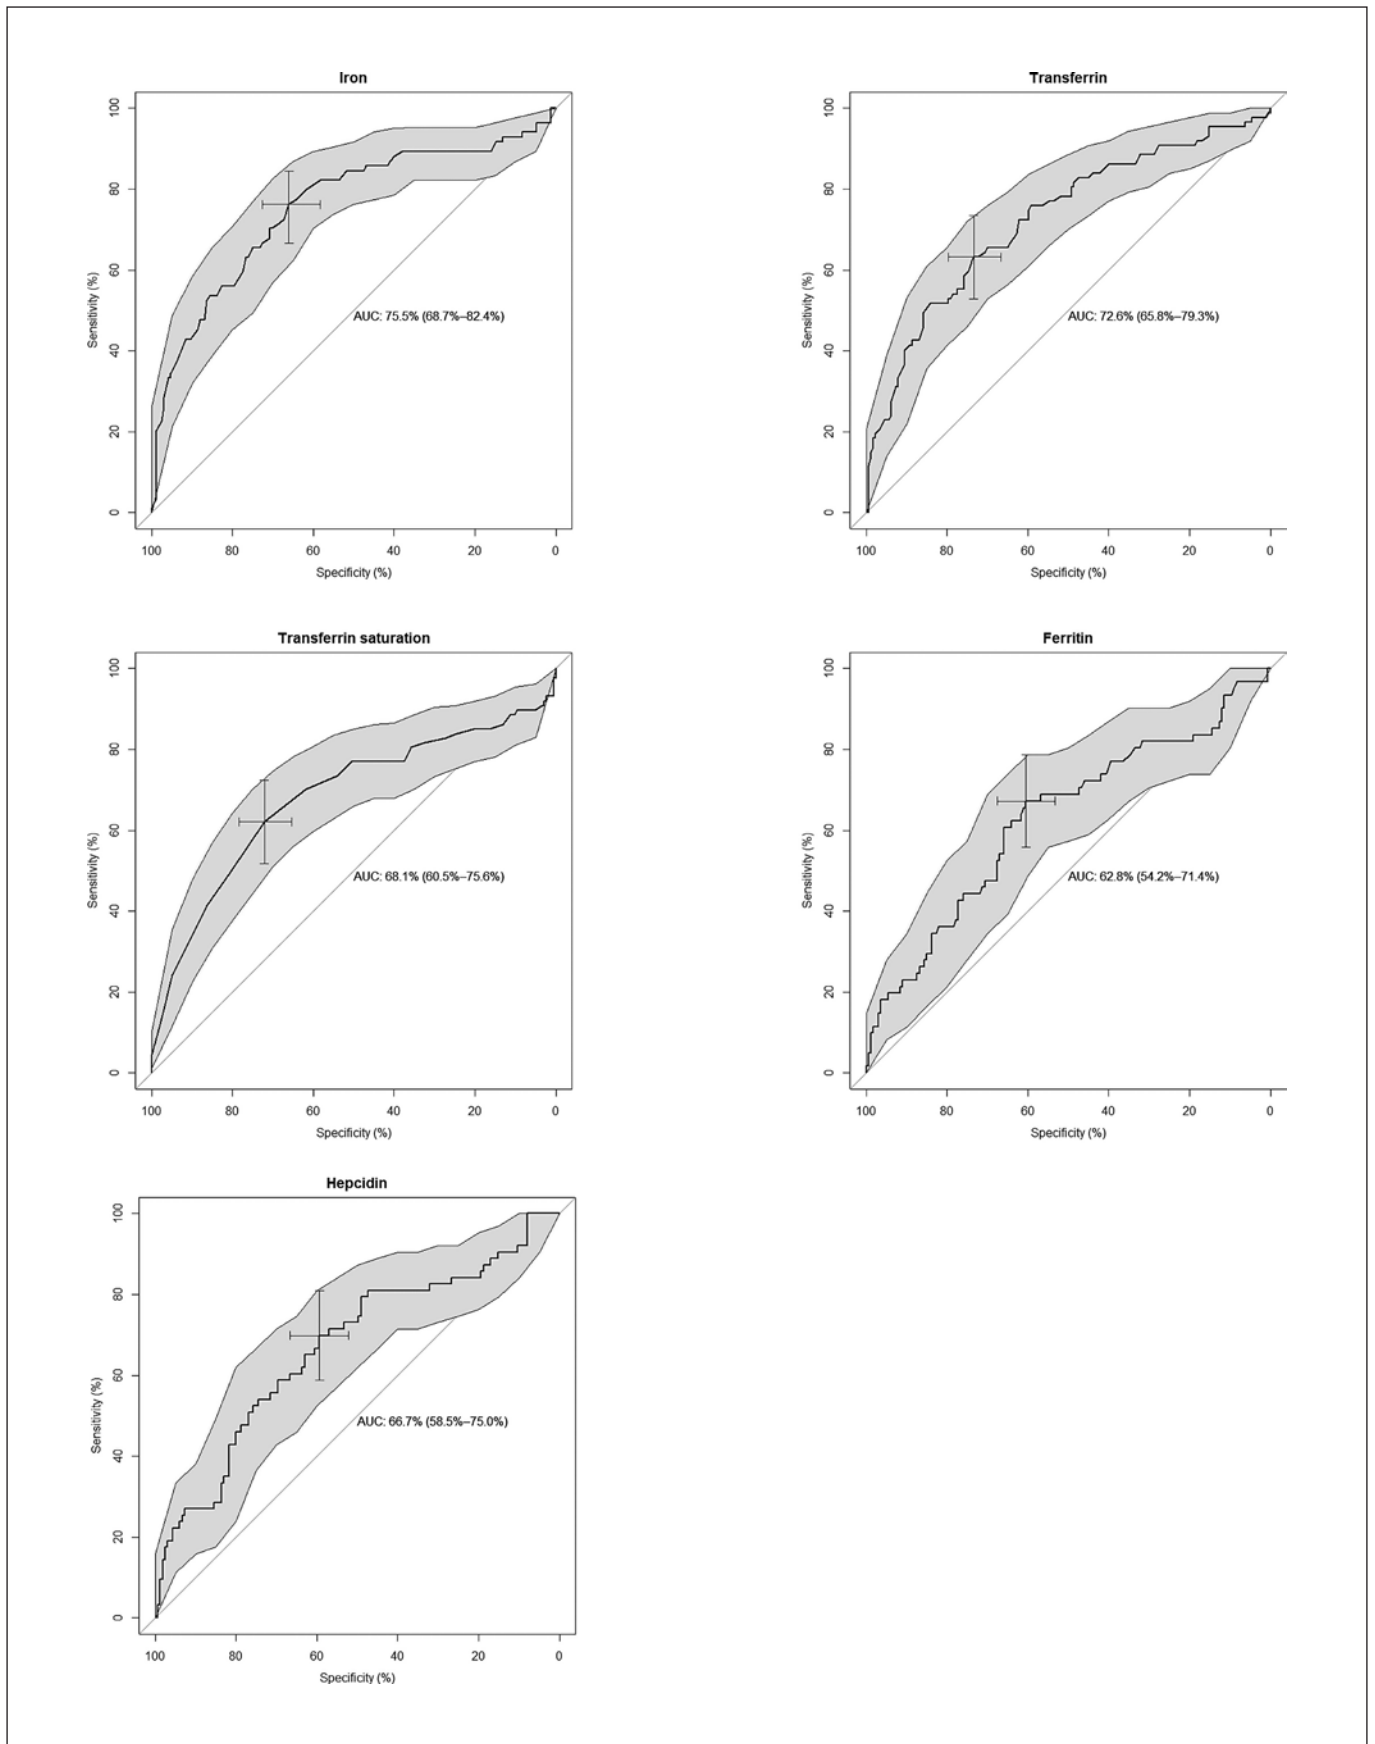 Iron
100
80
60
40
20
0
Sensitivity (%)
AUC: 75.5% (68.7%–82.4%)
100 80 60 40 20 0
Specificity (%)
Transferrin
100
80
60
40
20
0
Sensitivity (%)
AUC: 72.6% (65.8%–79.3%)
100 80 60 40 20 0
Specificity (%)
Transferrin saturation
100
80
60
40
20
0
Sensitivity (%)
AUC: 68.1% (60.5%–75.6%)
100 80 60 40 20 0
Specificity (%)
Ferritin
100
80
60
40
20
0
Sensitivity (%)
AUC: 62.8% (54.2%–71.4%)
100 80 60 40 20 0
Specificity (%)
Hepcidin
100
80
60
40
20
0
Sensitivity (%)
AUC: 66.7% (58.5%–75.0%)
100 80 60 40 20 0
Specificity (%)